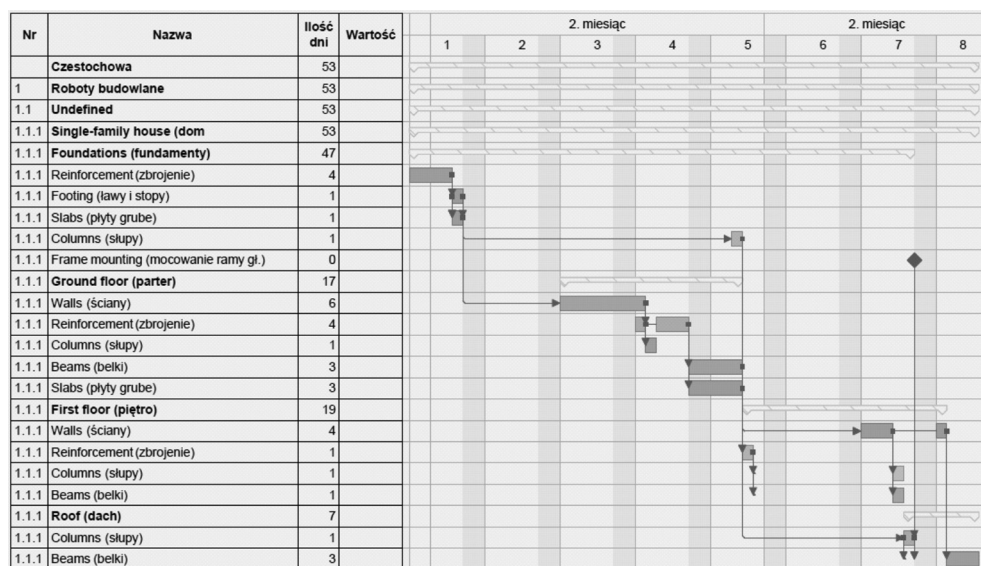 Nr Nazwa Ilość dni Wartość 2. miesiąc 2. miesiąc
1 2 3 4 5 6 7 8
Czestochowa 53
1 Roboty budowlane 53
1.1 Undefined 53
1.1.1 Single-family house (dom 53
1.1.1 Foundations (fundamenty) 47
1.1.1 Reinforcement (zbrojenie) 4
1.1.1 Footing (ławy i stopy) 1
1.1.1 Slabs (płyty grube) 1
1.1.1 Columns (słupy) 1
1.1.1 Frame mounting (mocowanie ramy gł.) 0
1.1.1 Ground floor (parter) 17
1.1.1 Walls (ściany) 6
1.1.1 Reinforcement (zbrojenie) 4
1.1.1 Columns (słupy) 1
1.1.1 Beams (belki) 3
1.1.1 Slabs (płyty grube) 3
1.1.1 First floor (piętro) 19
1.1.1 Walls (ściany) 4
1.1.1 Reinforcement (zbrojenie) 1
1.1.1 Columns (słupy) 1
1.1.1 Beams (belki) 1
1.1.1 Roof (dach) 7
1.1.1 Columns (słupy) 1
1.1.1 Beams (belki) 3